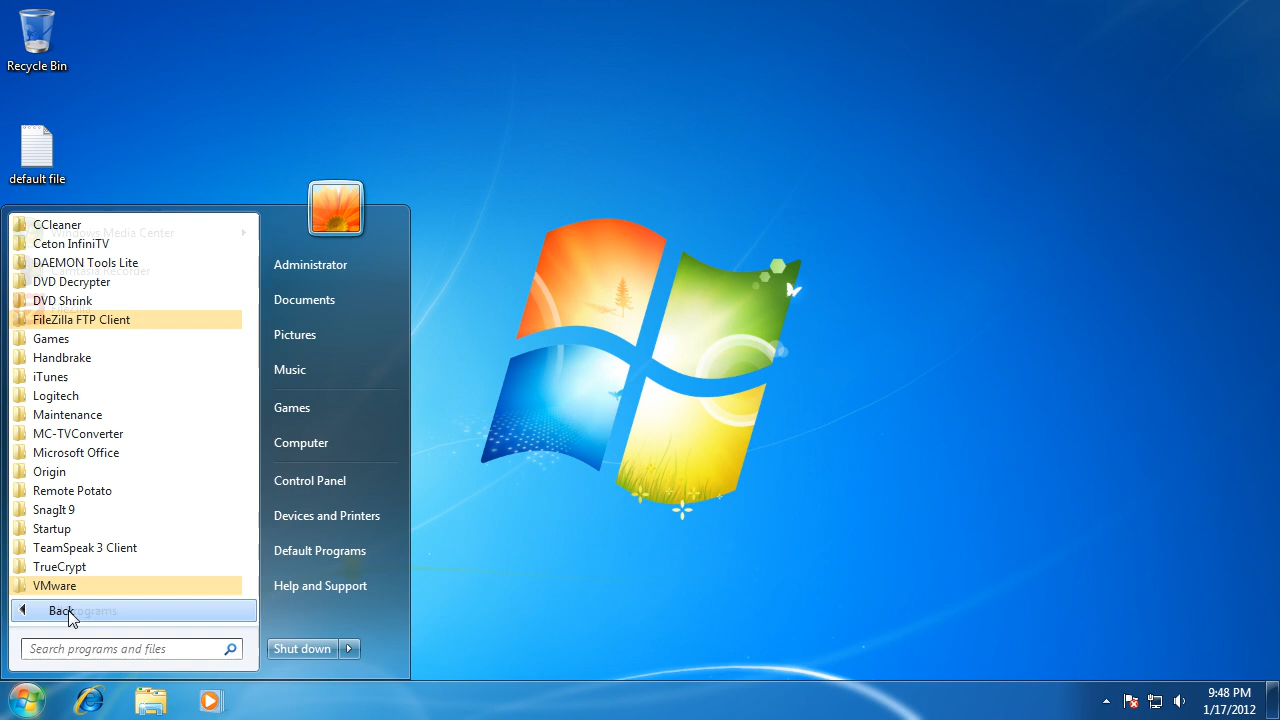 Recycle Bin
default file
CCleaner
Windows Media Center
Ceton InfiniTV
DAEMON Tools Lite
Camtasia Recorder
DVD Decrypter
DVD Shrink
FileZilla FTP Client
Games
Handbrake
iTunes
Logitech
Maintenance
MC-TVConverter
Microsoft Office
Origin
Remote Potato
SnagIt 9
Startup
TeamSpeak 3 Client
TrueCrypt
VMware
Back
Search programs and files
Administrator
Documents
Pictures
Music
Games
Computer
Control Panel
Devices and Printers
Default Programs
Help and Support
Shut down
9:48 PM
1/17/2012